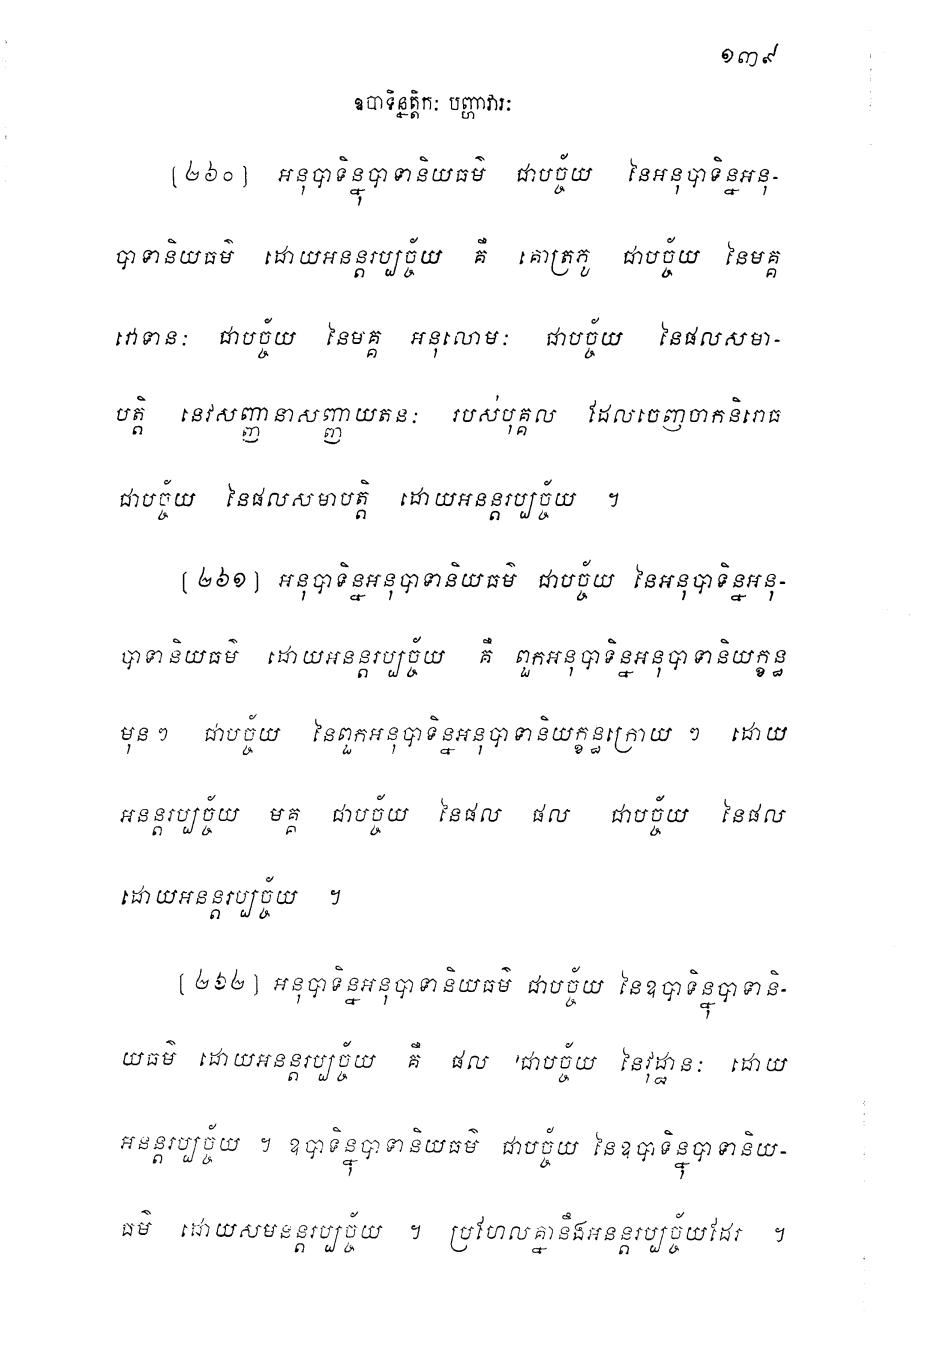 ១៣៩
ឧបាទិន្នត្តិកៈ បញ្ហាវារៈ
[២៦០] អនុបាទិន្នុបាទានិយធម៌ ជាបច្ច័យ នៃអនុបាទិន្នអនុ-
បាទានិយធម៌ ដោយអនន្តរប្បច្ច័យ គឺ គោត្រភូ ជាបច្ច័យ នៃមគ្គ
វោទានៈ ជាបច្ច័យ នៃមគ្គ អនុលោមៈ ជាបច្ច័យ នៃផលសមា-
បត្តិ នេវសញ្ញានាសញ្ញាយតនៈ របស់បុគ្គល ដែលចេញចាកនិរោធ
ជាបច្ច័យ នៃផលសមាបត្តិ ដោយអនន្តរប្បច្ច័យ ។
[២៦១] អនុបាទិន្នអនុបាទានិយធម៌ ជាបច្ច័យ នៃអនុបាទិន្នអនុ-
បាទានិយធម៌ ដោយអនន្តរប្បច្ច័យ គឺ ពួកអនុបាទិន្នអនុបាទានិយក្ខន្ធ
មុនៗ ជាបច្ច័យ នៃពួកអនុបាទិន្នអនុបាទានិយក្ខន្ធក្រោយ ៗ ដោយ
អនន្តរប្បច្ច័យ មគ្គ ជាបច្ច័យ នៃផល ផល ជាបច្ច័យ នៃផល
ដោយអនន្តរប្បច្ច័យ ។
[២៦២] អនុបាទិន្នអនុបាទានិយធម៌ ជាបច្ច័យ នៃឧបាទិន្នុបាទានិ-
យធម៌ ដោយអនន្តរប្បច្ច័យ គឺ ផល ជាបច្ច័យ នៃវុដ្ឋានៈ ដោយ
អនន្តរប្បច្ច័យ ។ ឧបាទិន្នុបាទានិយធម៌ ជាបច្ច័យ នៃឧបាទិន្នុបាទានិយ-
ធម៌ ដោយសមនន្តរប្បច្ច័យ ។ ប្រហែលគ្នានឹងអនន្តរប្បច្ច័យដែរ ។